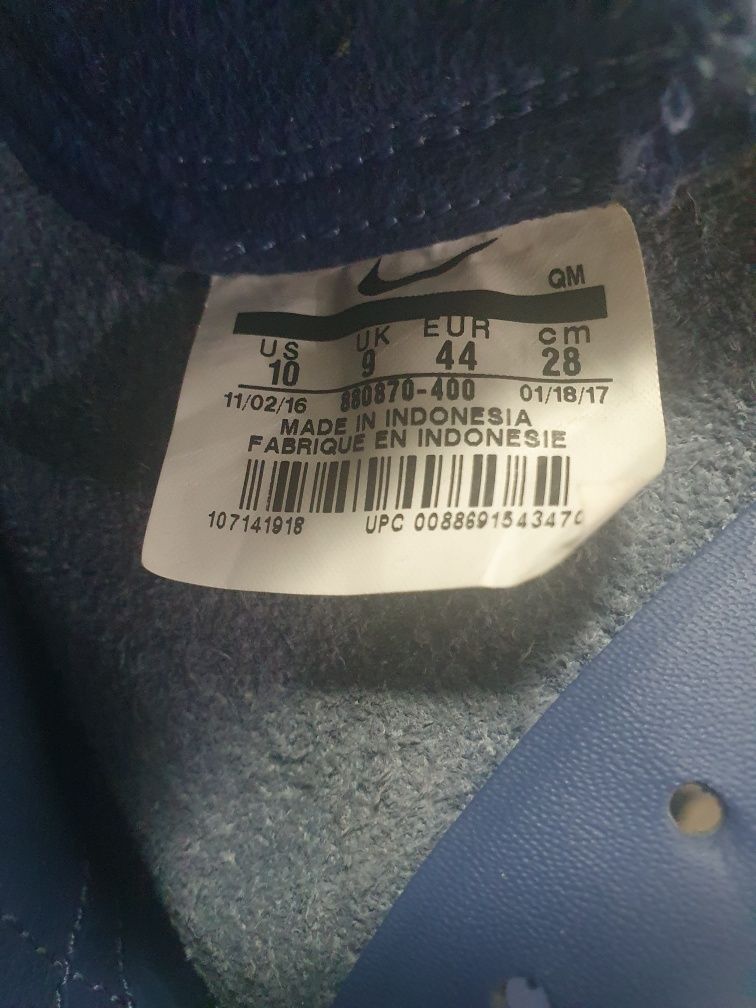 QM
US UK EUR cm
10 9 44 28
11/02/16 880870-400 01/18/17
MADE IN INDONESIA
FABRIQUE EN INDONESIE
107141918 UPC